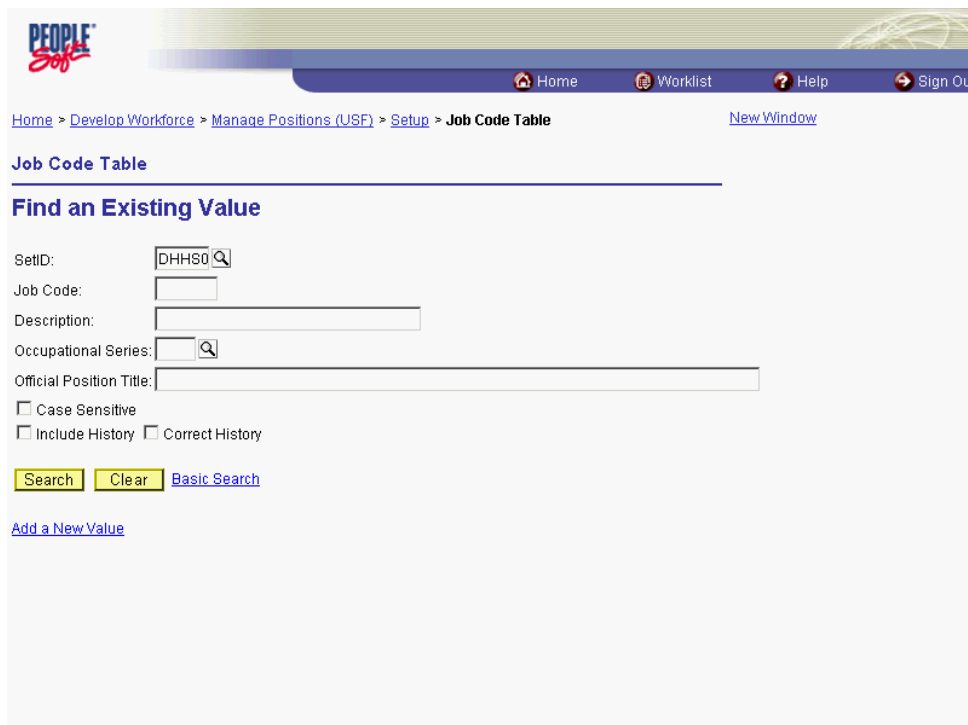 PEOPLE
Soft
Home Worklist Help Sign Ou
Home > Develop Workforce > Manage Positions (USF) > Setup > Job Code Table New Window
Job Code Table
Find an Existing Value
SetID: DHHS0
Job Code:
Description:
Occupational Series:
Official Position Title:
Case Sensitive
Include History Correct History
Search Clear Basic Search
Add a New Value